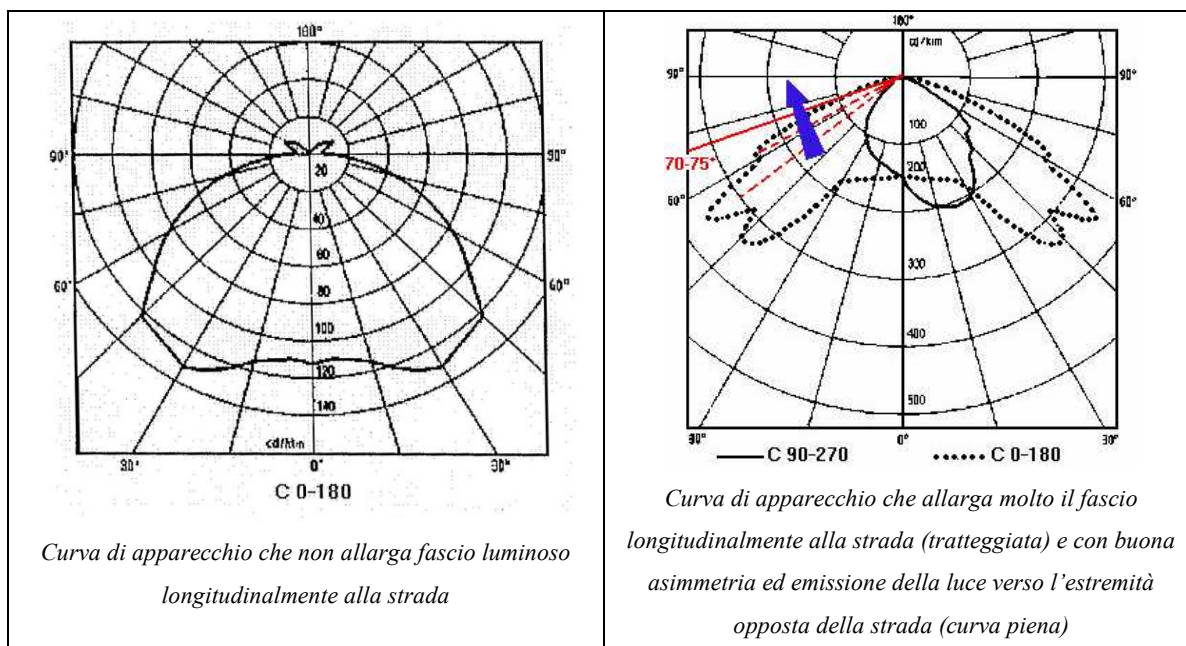 180°
90°
90°
20
40
60
80
100
120
140
60°
60°
cd/klm
30°
0°
30°
C 0-180
Curva di apparecchio che non allarga fascio luminoso
longitudinalmente alla strada
180°
cd/klm
90°
90°
100
70-75°
200
60°
60°
300
400
500
30°
0°
30°
C 90-270
C 0-180
Curva di apparecchio che allarga molto il fascio
longitudinalmente alla strada (tratteggiata) e con buona
asimmetria ed emissione della luce verso l'estremità
opposta della strada (curva piena)